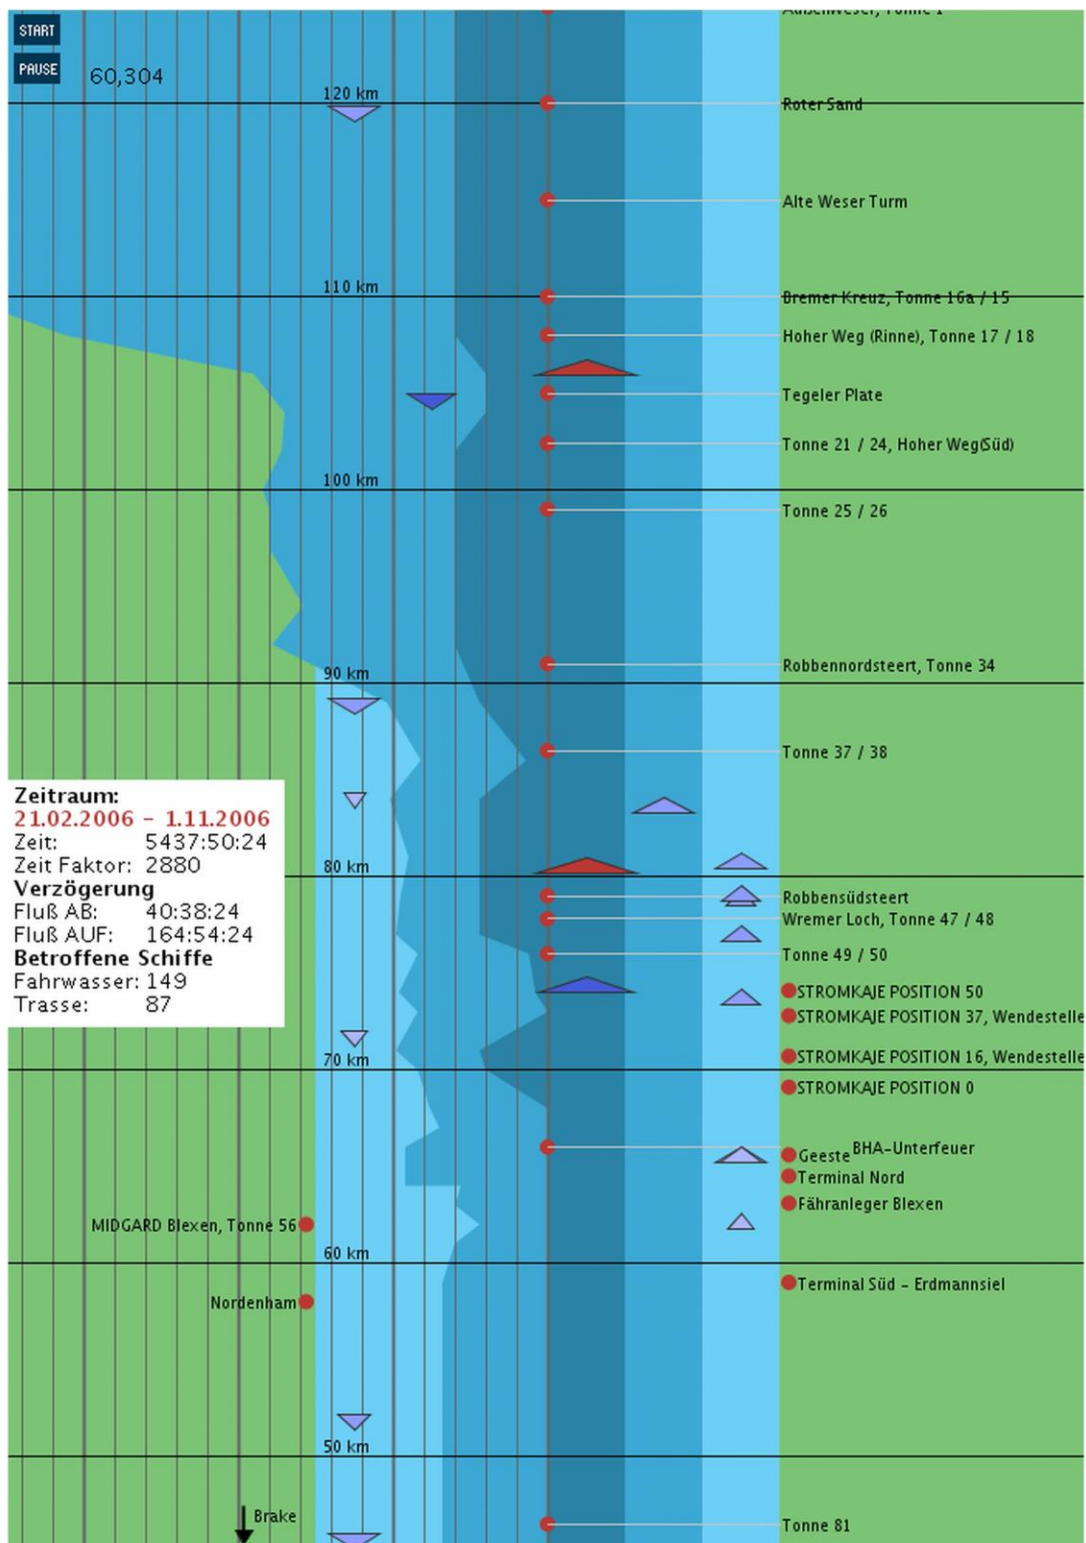 Außenweser, Tonne 1
START
PAUSE
60,304
120 km
Roter Sand
Alte Weser Turm
110 km
Bremer Kreuz, Tonne 16a / 15
Hoher Weg (Rinne), Tonne 17 / 18
Tegeler Plate
Tonne 21 / 24, Hoher Weg(Süd)
100 km
Tonne 25 / 26
Robbennordsteert, Tonne 34
90 km
Tonne 37 / 38
Zeitraum:
21.02.2006 - 1.11.2006
Zeit: 5437:50:24
Zeit Faktor: 2880
Verzögerung
Fluß AB: 40:38:24
Fluß AUF: 164:54:24
Betroffene Schiffe
Fahrwasser: 149
Trasse: 87
80 km
Robbensüdsteert
Wremer Loch, Tonne 47 / 48
Tonne 49 / 50
STROMKAJE POSITION 50
STROMKAJE POSITION 37, Wendestelle
STROMKAJE POSITION 16, Wendestelle
70 km
STROMKAJE POSITION 0
Geeste BHA-Unterfeuer
Terminal Nord
Fähranleger Blexen
MIDGARD Blexen, Tonne 56
60 km
Terminal Süd - Erdmannsiel
Nordenham
50 km
Brake
Tonne 81